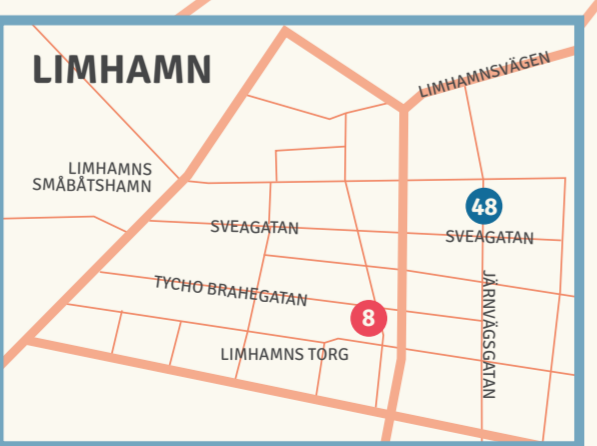 LIMHAMN
LIMHAMNSVÄGEN
LIMHAMNS
SMÅBÅTSHAMN
48
SVEAGATAN
SVEAGATAN
TYCHO BRAHEGATAN
JÄRNVÄGSGATAN
8
LIMHAMNS TORG